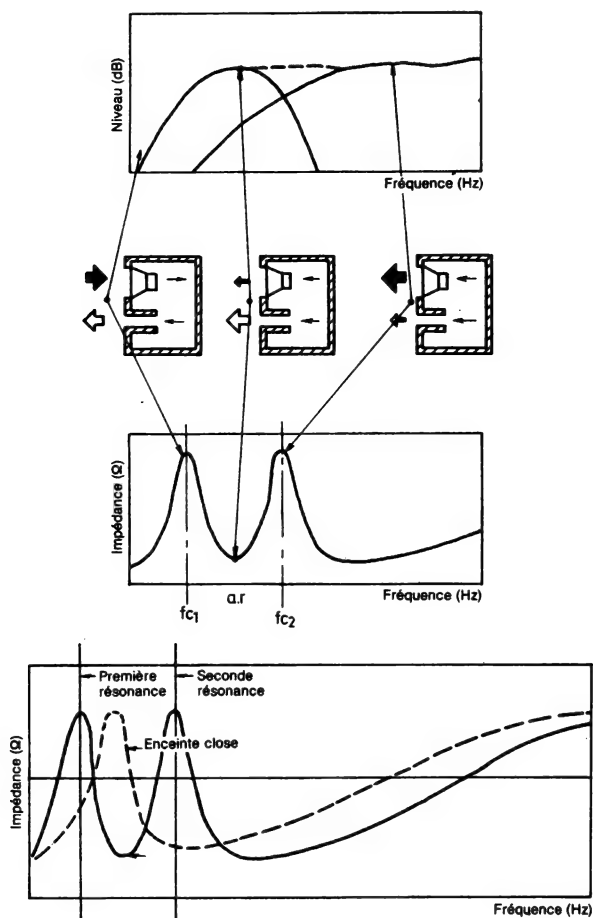 Niveau (dB)
Fréquence (Hz)
Impédance (Ω)
Fréquence (Hz)
fc1
a.r
fc2
Première
résonance
Seconde
résonance
Enceinte close
Impédance (Ω)
Fréquence (Hz)